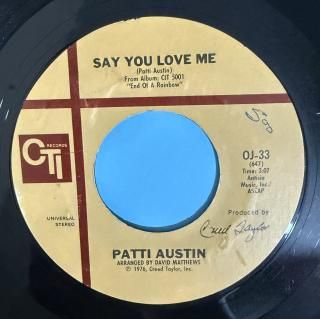 SAY YOU LOVE ME
(Patti Austin)
From Album: CTI 5001
"End Of A Rainbow"
CTI
RECORDS
OJ-33
(647)
Time: 3:07
Antisia
Music, Inc.
ASCAP
UNIVERSAL
STEREO
Produced by
Creed Taylor
PATTI AUSTIN
ARRANGED BY DAVID MATTHEWS
℗ 1976, Creed Taylor, Inc.